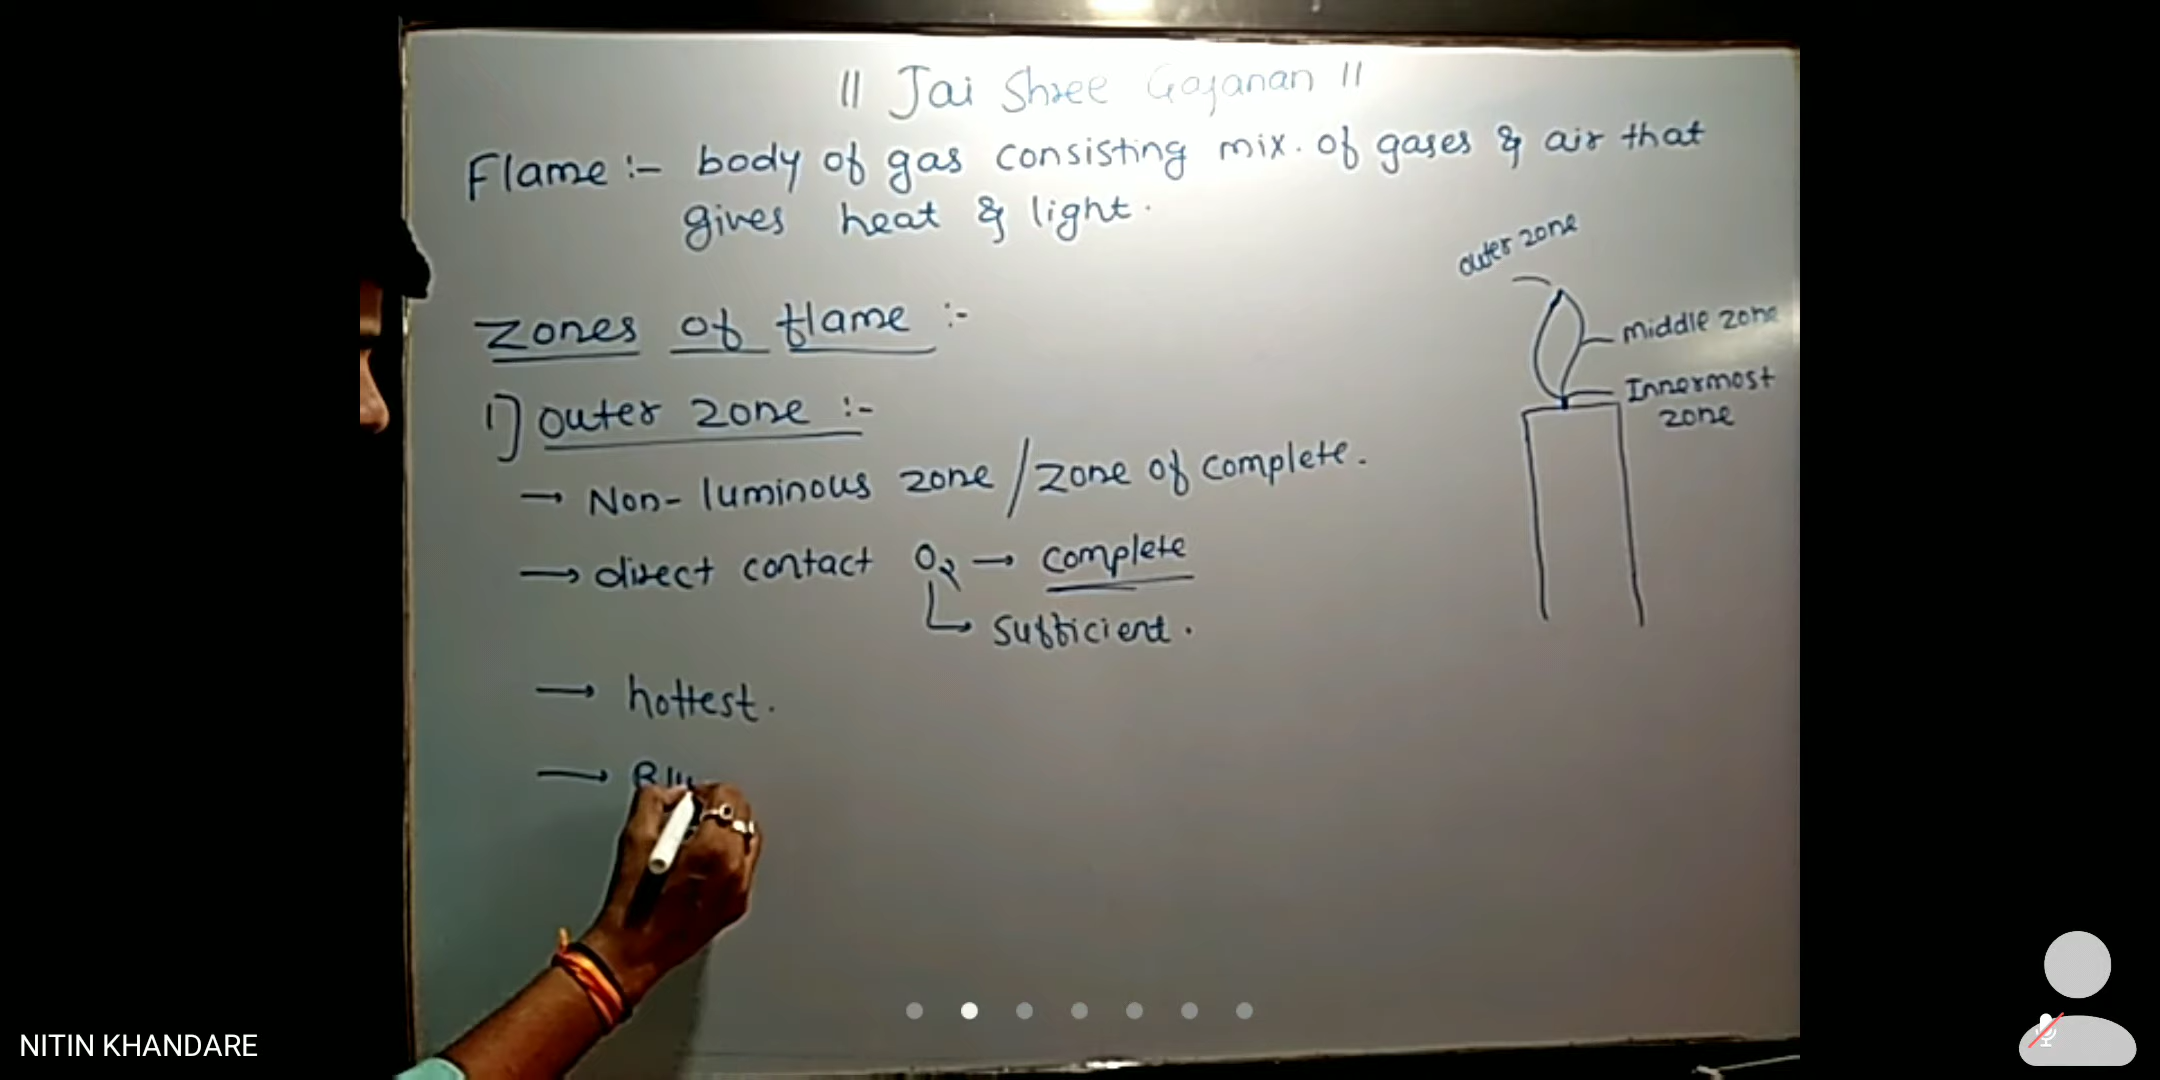 || Jai Shree Gajanan ||
Flame :- body of gas consisting mix. of gases & air that
gives heat & light.
outer zone
Zones of flame :-
middle zone
Innermost
zone
1] outer zone :-
→ Non-luminous zone / zone of complete.
→ direct contact O2 → complete
↳ sufficient.
→ hottest.
→ Blu
NITIN KHANDARE